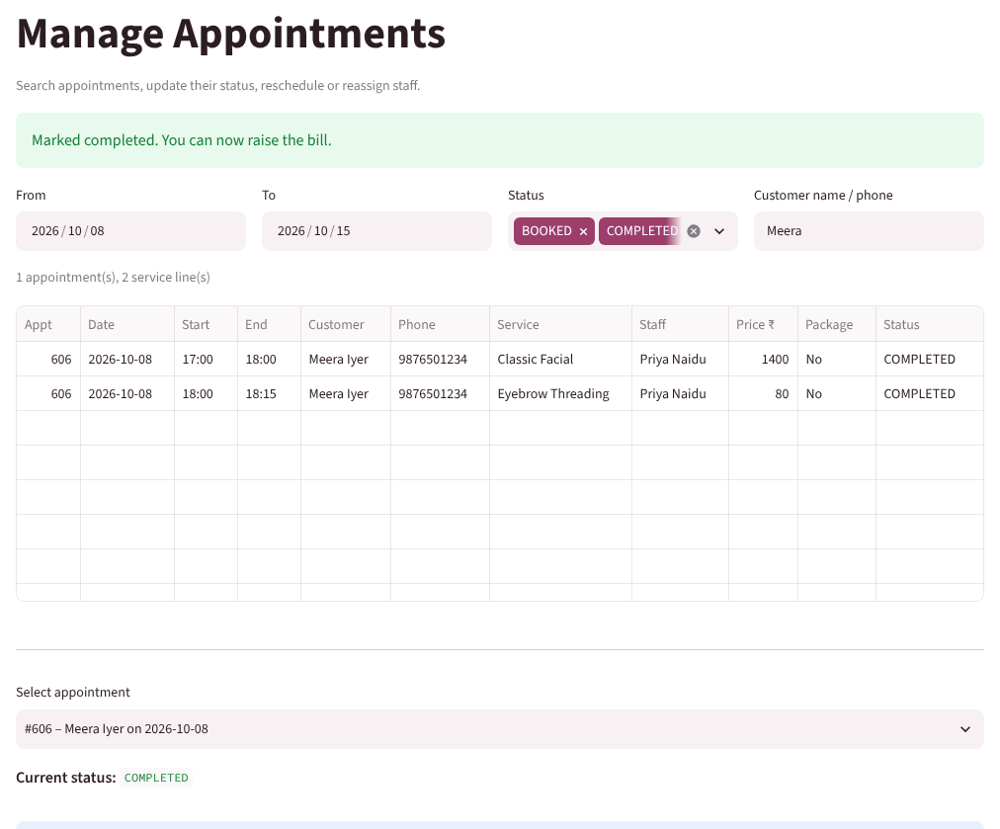 Manage Appointments
Search appointments, update their status, reschedule or reassign staff.
Marked completed. You can now raise the bill.
From To Status Customer name / phone
2026 / 10 / 08 2026 / 10 / 15 BOOKED COMPLETED Meera
1 appointment(s), 2 service line(s)
Appt Date Start End Customer Phone Service Staff Price ₹ Package Status
606 2026-10-08 17:00 18:00 Meera Iyer 9876501234 Classic Facial Priya Naidu 1400 No COMPLETED
606 2026-10-08 18:00 18:15 Meera Iyer 9876501234 Eyebrow Threading Priya Naidu 80 No COMPLETED
Select appointment
#606 – Meera Iyer on 2026-10-08
Current status: COMPLETED